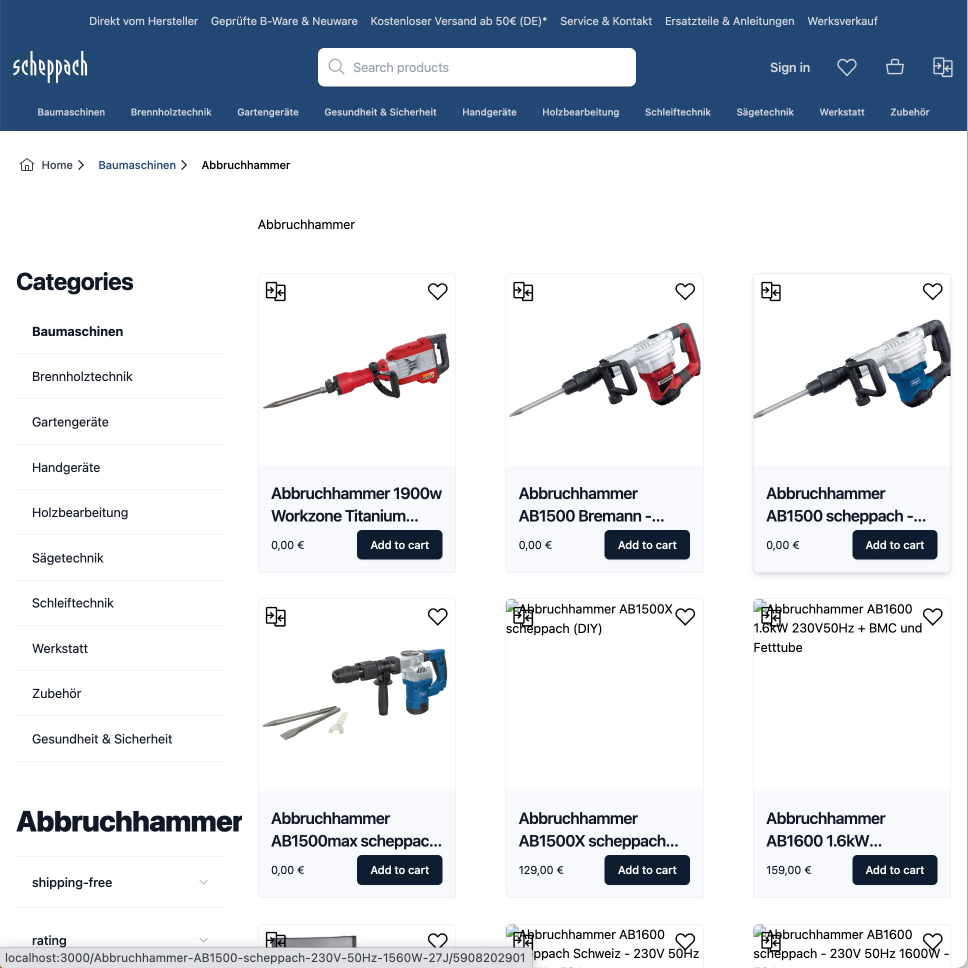 Direkt vom Hersteller Geprüfte B-Ware & Neuware Kostenloser Versand ab 50€ (DE)* Service & Kontakt Ersatzteile & Anleitungen Werksverkauf
scheppach
Search products
Sign in
Baumaschinen Brennholztechnik Gartengeräte Gesundheit & Sicherheit Handgeräte Holzbearbeitung Schleiftechnik Sägetechnik Werkstatt Zubehör
Home Baumaschinen Abbruchhammer
Abbruchhammer
Categories
Baumaschinen
Brennholztechnik
Gartengeräte
Handgeräte
Holzbearbeitung
Sägetechnik
Schleiftechnik
Werkstatt
Zubehör
Gesundheit & Sicherheit
Abbruchhammer
shipping-free
rating
Abbruchhammer 1900w
Workzone Titanium...
0,00 €
Add to cart
Abbruchhammer
AB1500 Bremann -...
0,00 €
Add to cart
Abbruchhammer
AB1500 scheppach -...
0,00 €
Add to cart
Abbruchhammer
AB1500max scheppac...
0,00 €
Add to cart
Abbruchhammer AB1500X
scheppach (DIY)
Abbruchhammer
AB1500X scheppach...
129,00 €
Add to cart
Abbruchhammer AB1600
1.6kW 230V50Hz + BMC und
Fetttube
Abbruchhammer
AB1600 1.6kW...
159,00 €
Add to cart
Abbruchhammer AB1600
scheppach Schweiz - 230V 50Hz
Abbruchhammer AB1600
scheppach - 230V 50Hz 1600W -
localhost:3000/Abbruchhammer-AB1500-scheppach-230V-50Hz-1560W-27J/5908202901